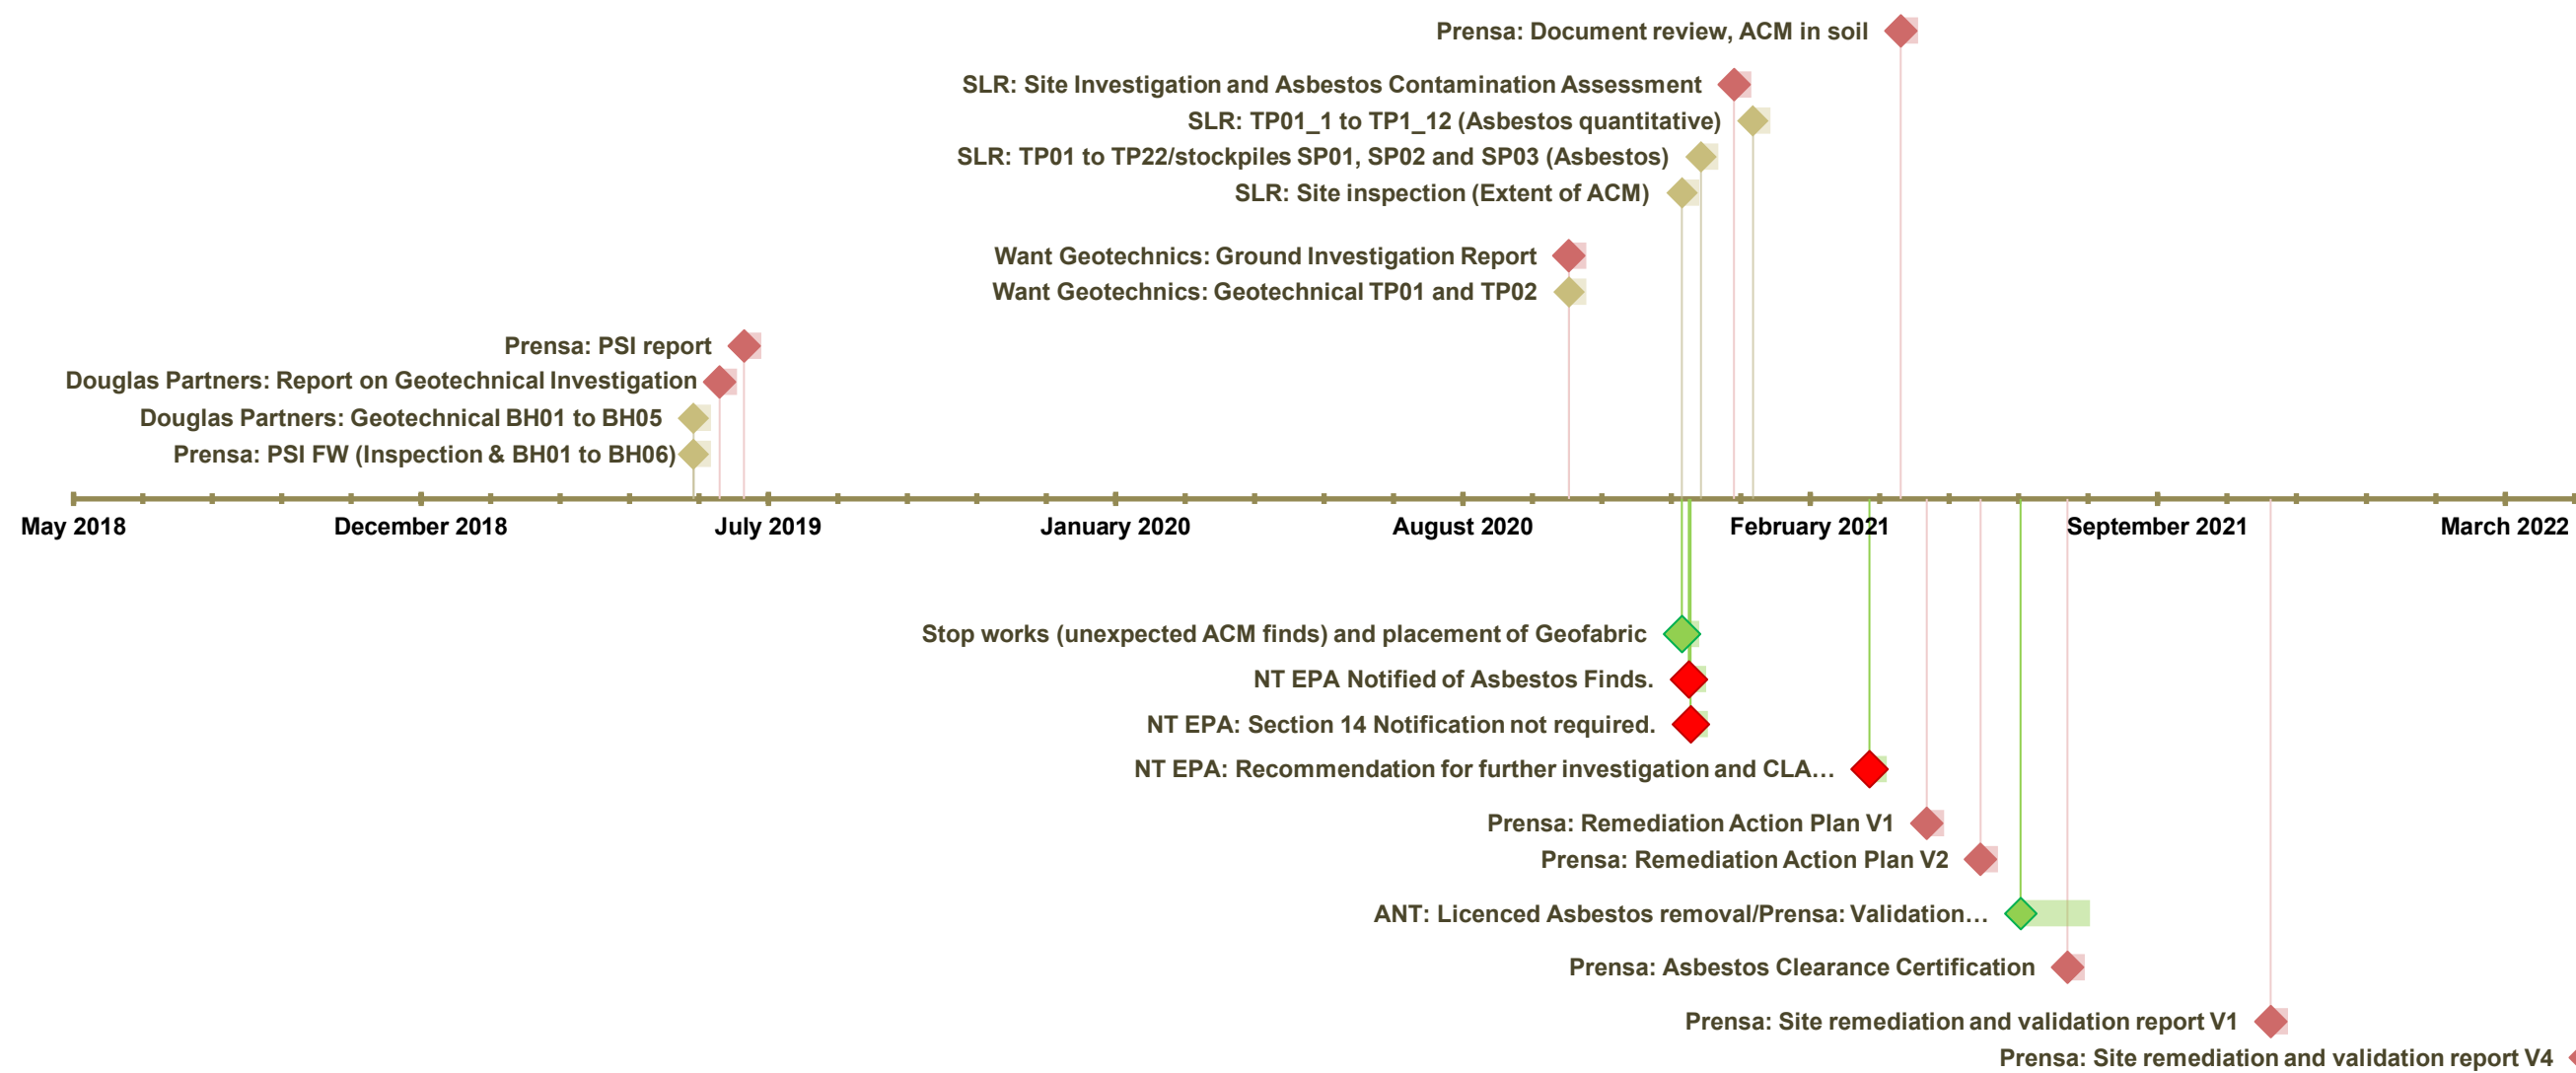 Prensa: Document review, ACM in soil
SLR: Site Investigation and Asbestos Contamination Assessment
SLR: TP01_1 to TP1_12 (Asbestos quantitative)
SLR: TP01 to TP22/stockpiles SP01, SP02 and SP03 (Asbestos)
SLR: Site inspection (Extent of ACM)
Want Geotechnics: Ground Investigation Report
Want Geotechnics: Geotechnical TP01 and TP02
Prensa: PSI report
Douglas Partners: Report on Geotechnical Investigation
Douglas Partners: Geotechnical BH01 to BH05
Prensa: PSI FW (Inspection & BH01 to BH06)
May 2018 December 2018 July 2019 January 2020 August 2020 February 2021 September 2021 March 2022
Stop works (unexpected ACM finds) and placement of Geofabric
NT EPA Notified of Asbestos Finds.
NT EPA: Section 14 Notification not required.
NT EPA: Recommendation for further investigation and CLA…
Prensa: Remediation Action Plan V1
Prensa: Remediation Action Plan V2
ANT: Licenced Asbestos removal/Prensa: Validation…
Prensa: Asbestos Clearance Certification
Prensa: Site remediation and validation report V1
Prensa: Site remediation and validation report V4